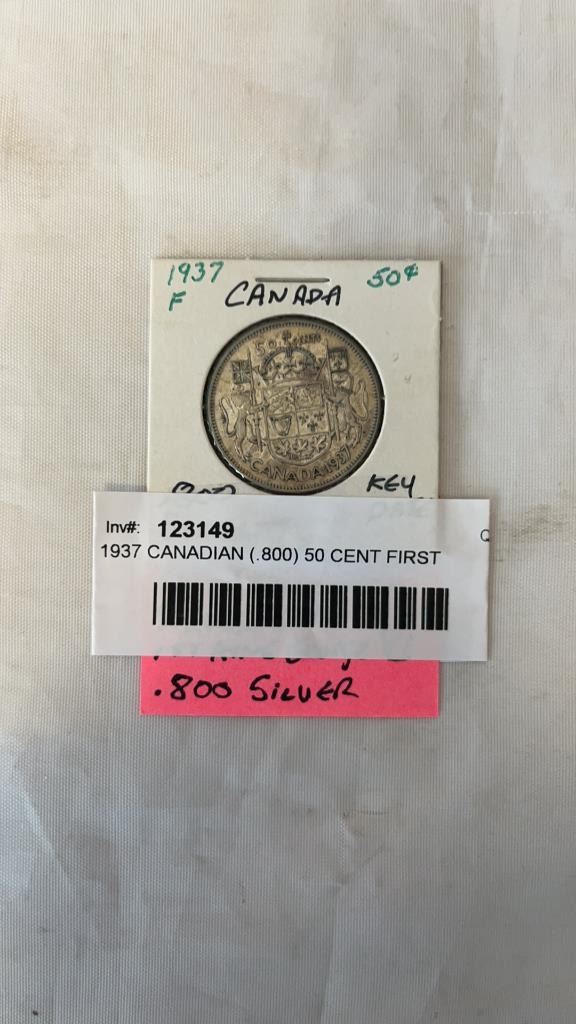 1937 50¢
F CANADA
50 CENTS
CANADA 1937
KEY
Inv#: 123149
1937 CANADIAN (.800) 50 CENT FIRST
.800 SILVER